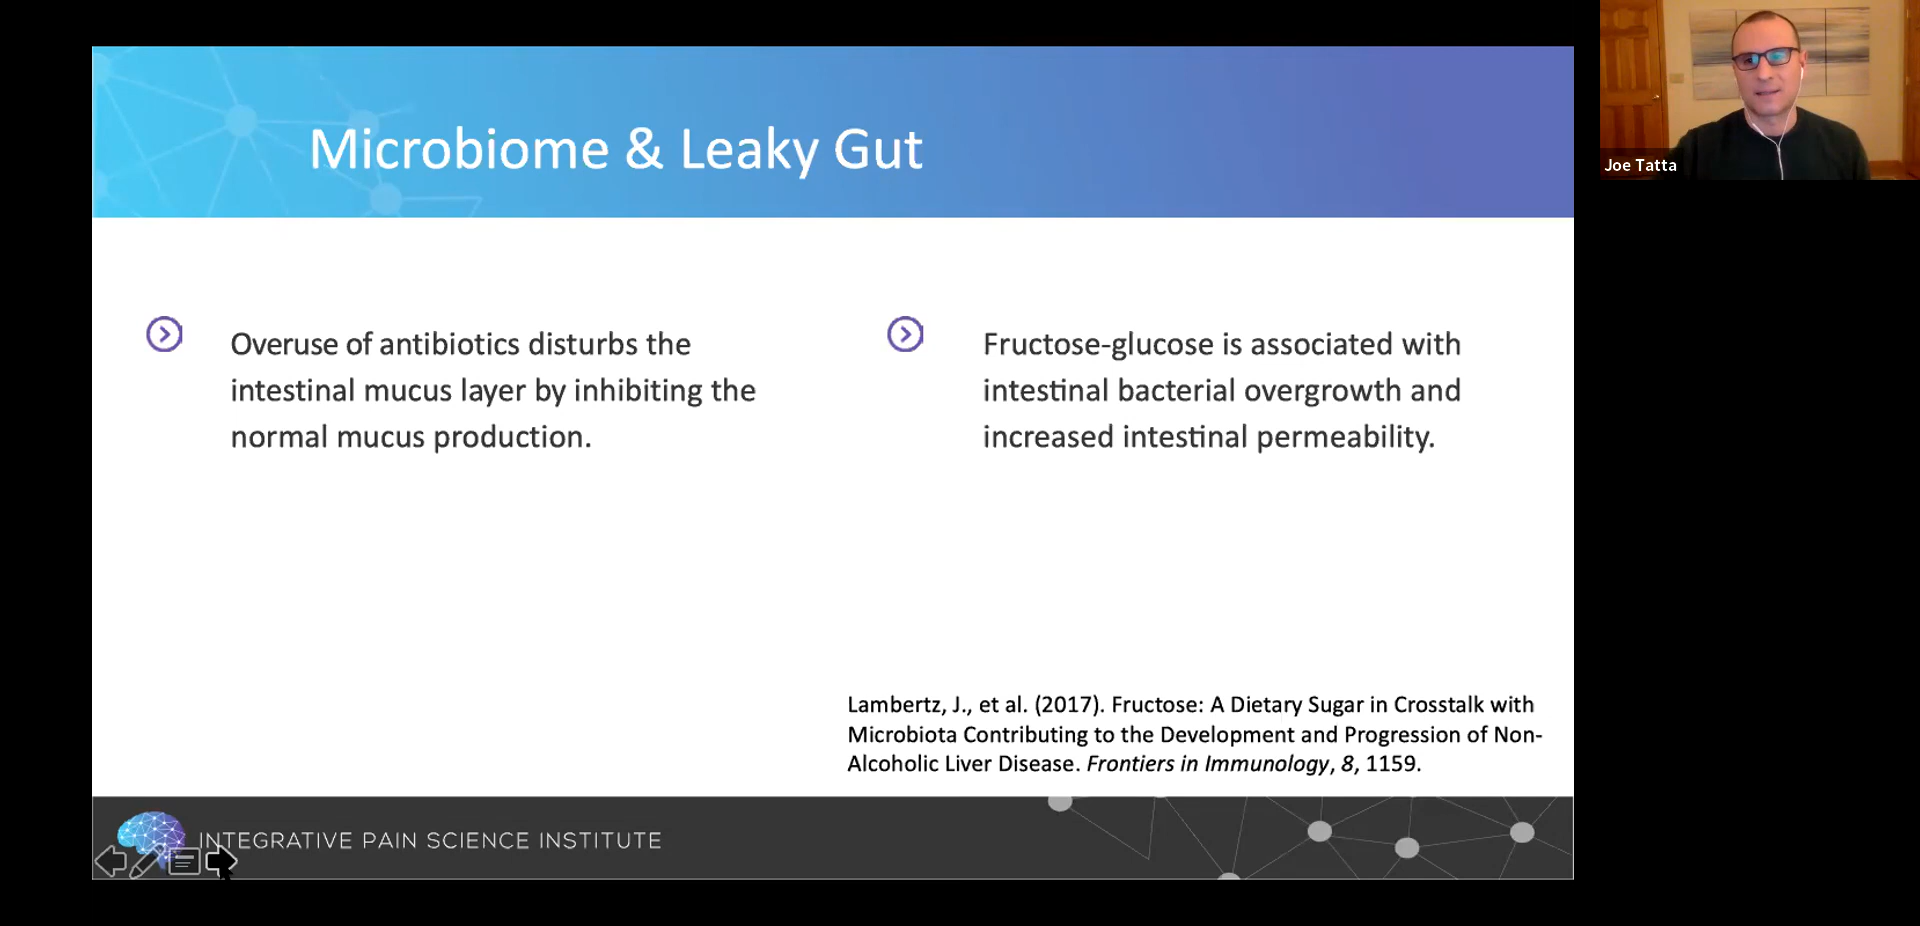 Microbiome & Leaky Gut
Overuse of antibiotics disturbs the
intestinal mucus layer by inhibiting the
normal mucus production.
Fructose-glucose is associated with
intestinal bacterial overgrowth and
increased intestinal permeability.
Lambertz, J., et al. (2017). Fructose: A Dietary Sugar in Crosstalk with
Microbiota Contributing to the Development and Progression of Non-
Alcoholic Liver Disease. Frontiers in Immunology, 8, 1159.
INTEGRATIVE PAIN SCIENCE INSTITUTE
Joe Tatta